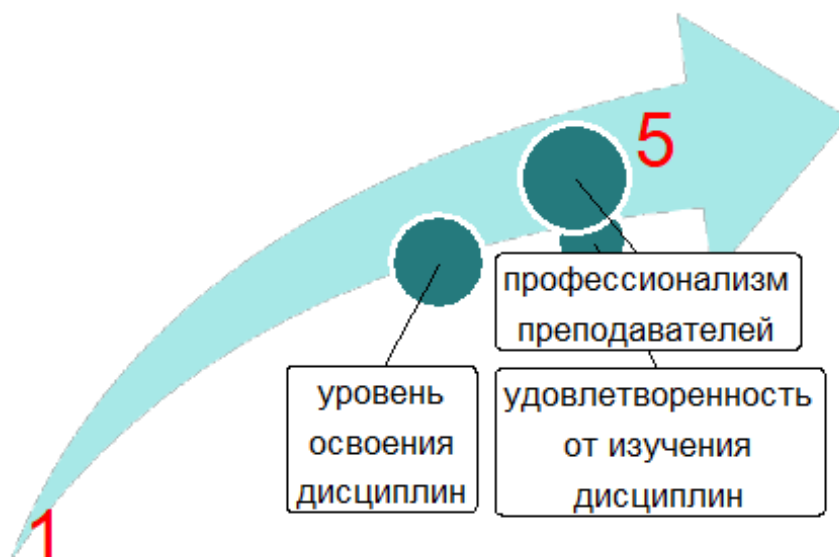 5
профессионализм
преподавателей
уровень
освоения
дисциплин
удовлетворенность
от изучения
дисциплин
1